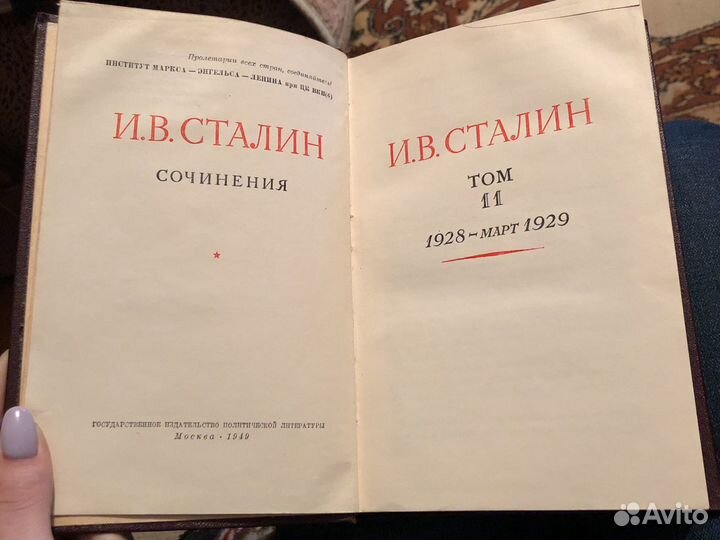 Пролетарии всех стран, соединяйтесь!
ИНСТИТУТ МАРКСА — ЭНГЕЛЬСА — ЛЕНИНА при ЦК ВКП(б)
И.В. СТАЛИН
СОЧИНЕНИЯ
ГОСУДАРСТВЕННОЕ ИЗДАТЕЛЬСТВО ПОЛИТИЧЕСКОЙ ЛИТЕРАТУРЫ
Москва · 1949
И.В. СТАЛИН
ТОМ
11
1928 – МАРТ 1929
Avito